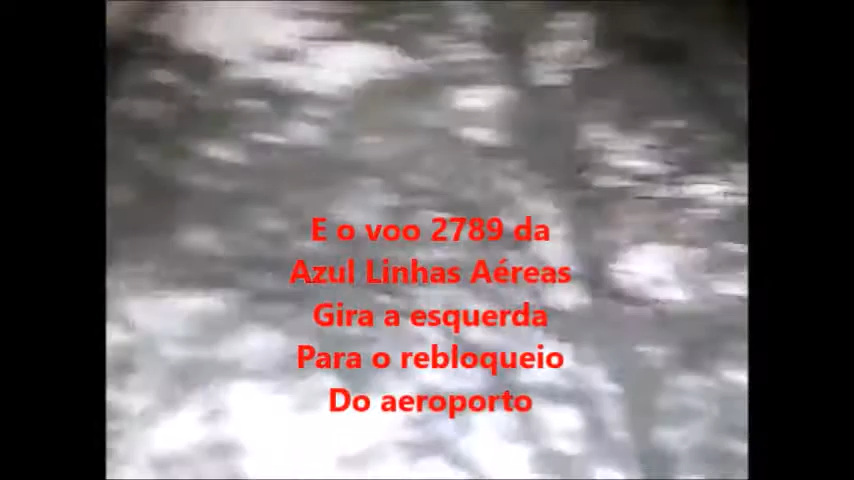 E o voo 2789 da
Azul Linhas Aéreas
Gira a esquerda
Para o rebloqueio
Do aeroporto